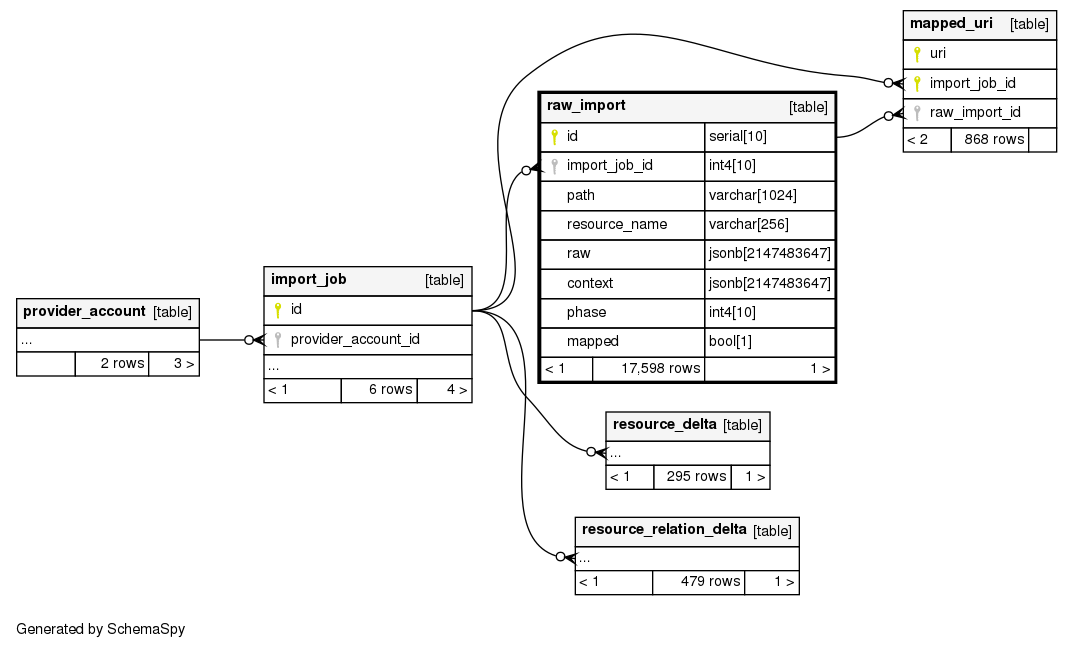 mapped_uri [table]
uri
import_job_id
raw_import_id
< 2 868 rows
raw_import [table]
id serial[10]
import_job_id int4[10]
path varchar[1024]
resource_name varchar[256]
raw jsonb[2147483647]
context jsonb[2147483647]
phase int4[10]
mapped bool[1]
< 1 17,598 rows 1 >
import_job [table]
id
provider_account_id
...
< 1 6 rows 4 >
provider_account [table]
...
2 rows 3 >
resource_delta [table]
...
< 1 295 rows 1 >
resource_relation_delta [table]
...
< 1 479 rows 1 >
Generated by SchemaSpy